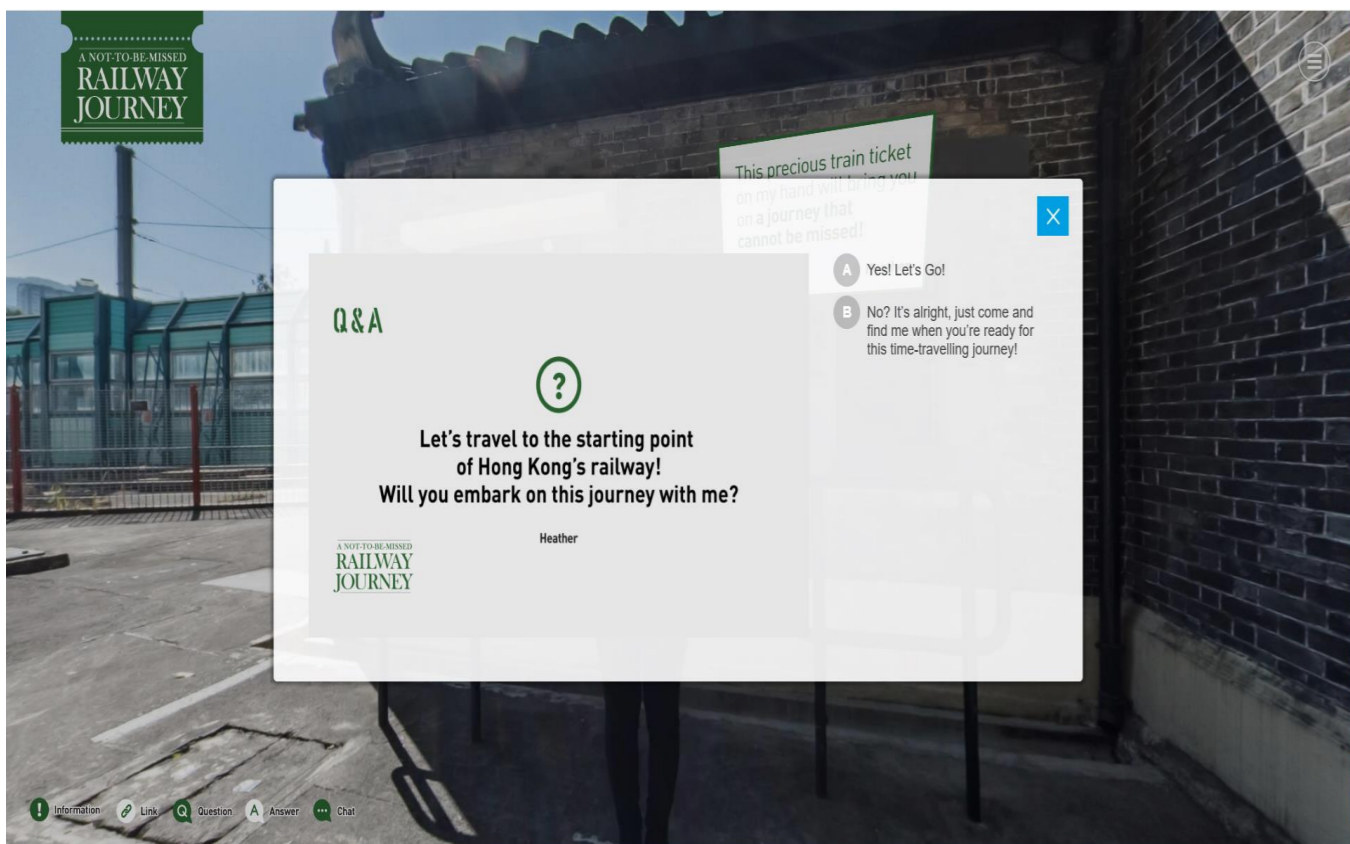 A NOT-TO-BE-MISSED
RAILWAY
JOURNEY
This precious train ticket
on my hand will bring you
on a journey that
cannot be missed!
X
Q&A
?
Let's travel to the starting point
of Hong Kong's railway!
Will you embark on this journey with me?
Heather
A NOT-TO-BE-MISSED
RAILWAY
JOURNEY
A Yes! Let's Go!
B No? It's alright, just come and
find me when you're ready for
this time-travelling journey!
! Information Link Q Question A Answer Chat